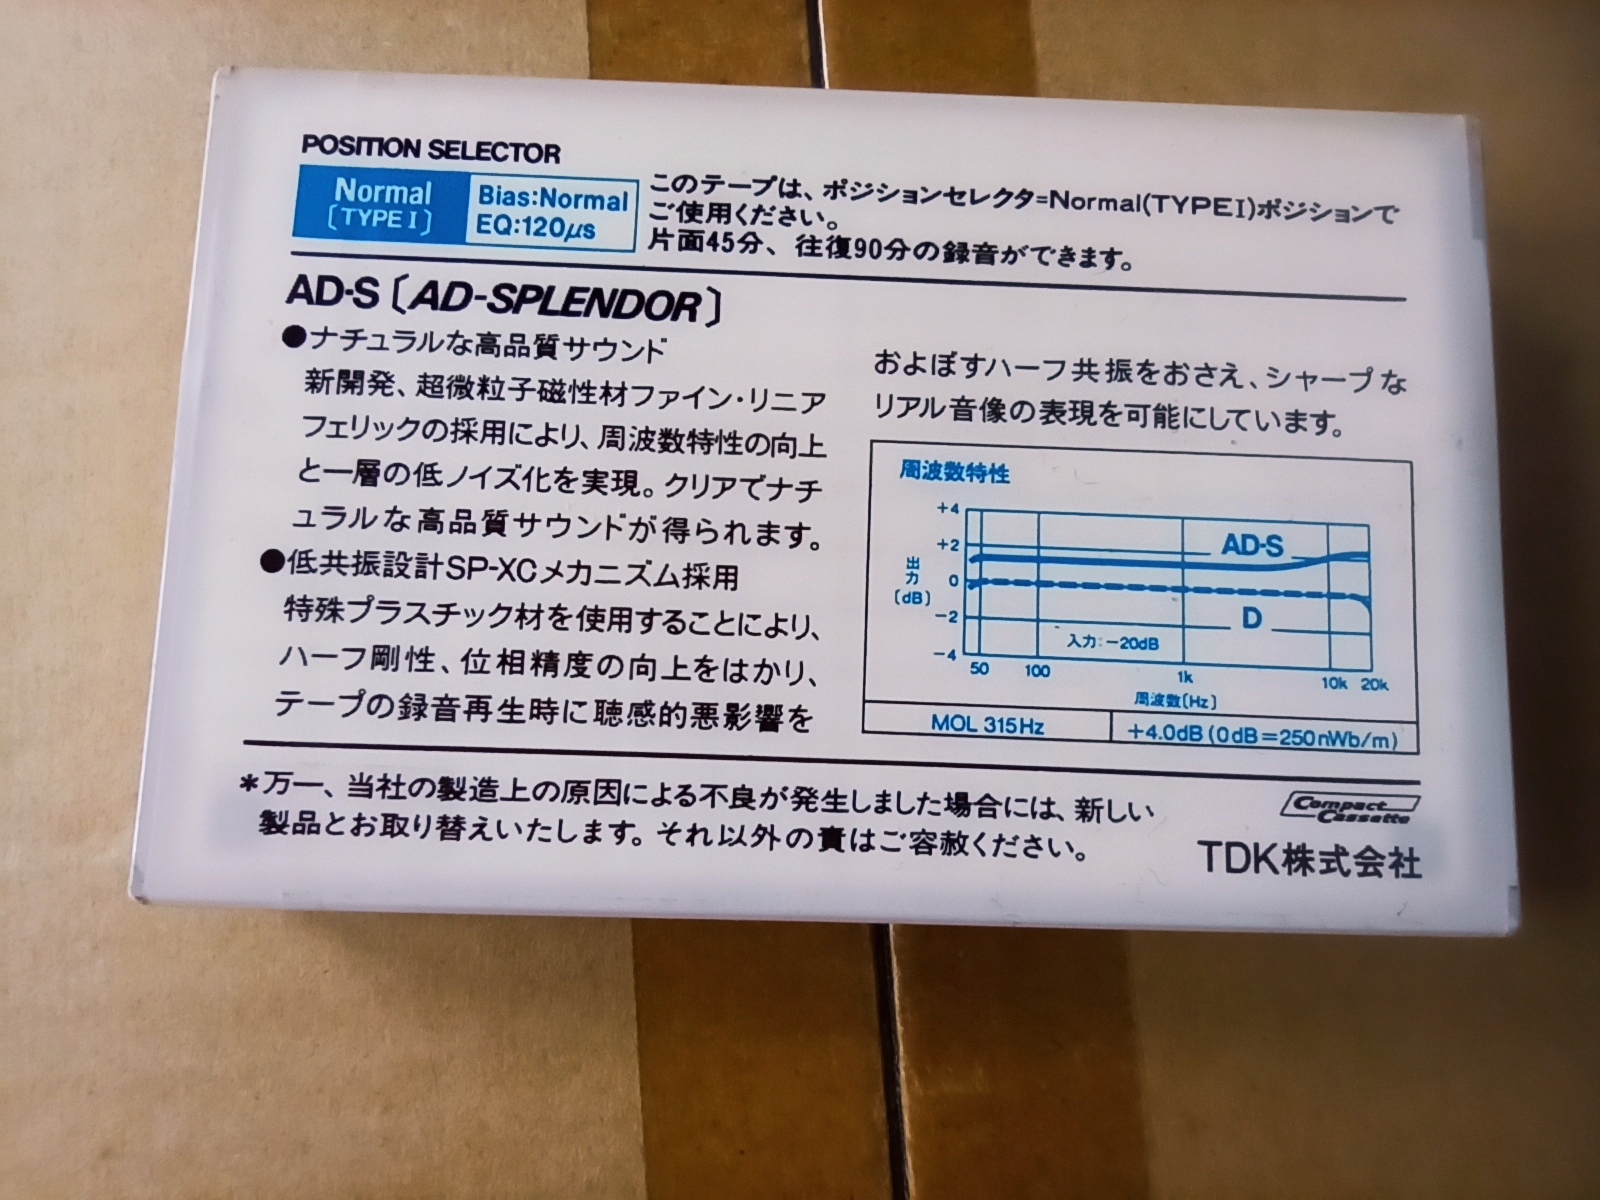 POSITION SELECTOR
Normal
〔TYPE I〕
Bias:Normal
EQ:120μs
このテープは、ポジションセレクタ=Normal(TYPE I)ポジションで
ご使用ください。
片面45分、往復90分の録音ができます。
AD-S〔AD-SPLENDOR〕
●ナチュラルな高品質サウンド
新開発、超微粒子磁性材ファイン・リニア
フェリックの採用により、周波数特性の向上
と一層の低ノイズ化を実現。クリアでナチ
ュラルな高品質サウンドが得られます。
●低共振設計SP-XCメカニズム採用
特殊プラスチック材を使用することにより、
ハーフ剛性、位相精度の向上をはかり、
テープの録音再生時に聴感的悪影響を
およぼすハーフ共振をおさえ、シャープな
リアル音像の表現を可能にしています。
周波数特性
+4
+2
0
-2
-4
出力
〔dB〕
AD-S
D
入力:-20dB
50 100 1k 10k 20k
周波数〔Hz〕
MOL 315Hz
+4.0dB(0dB=250nWb/m)
*万一、当社の製造上の原因による不良が発生しました場合には、新しい
製品とお取り替えいたします。それ以外の責はご容赦ください。
Compact
Cassette
TDK株式会社